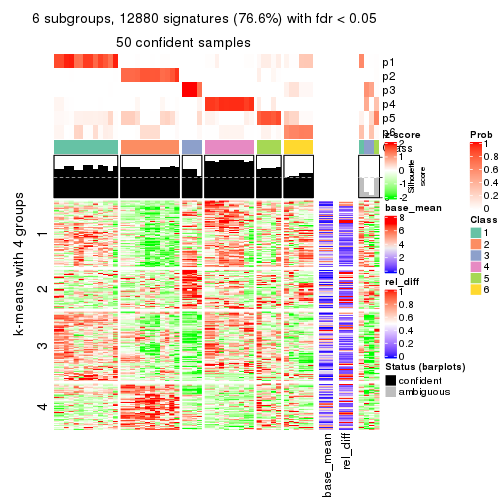 6 subgroups, 12880 signatures (76.6%) with fdr < 0.05
50 confident samples
p1
p2
p3
p4
p5
p6
Class
Silhouette
score
k-means with 4 groups
1
2
3
4
base_mean
rel_diff
z-score
2
1
0
-1
-2
base_mean
8
6
4
2
0
rel_diff
1
0.8
0.6
0.4
0.2
0
Status (barplots)
confident
ambiguous
Prob
1
0.8
0.6
0.4
0.2
0
Class
1
2
3
4
5
6